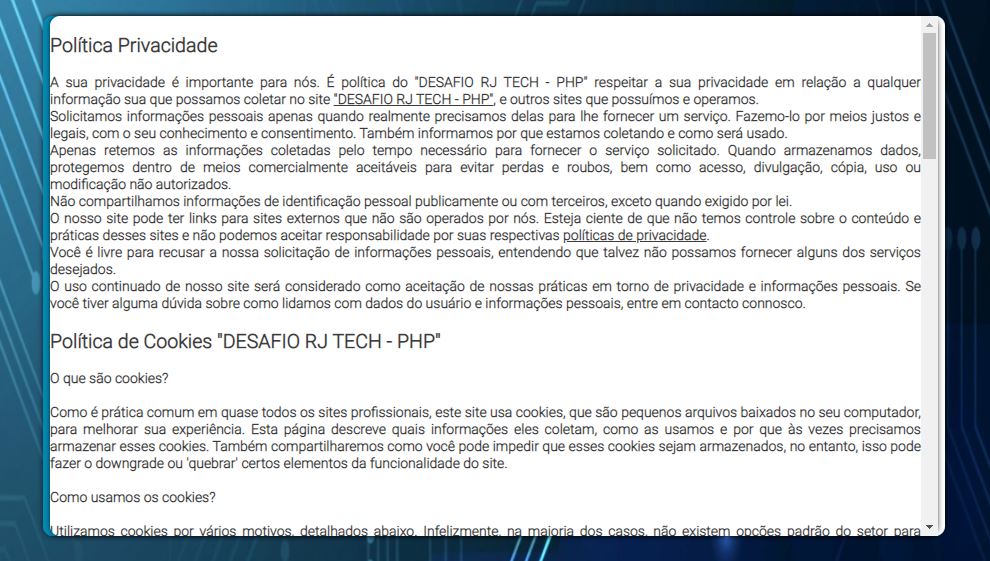 Política Privacidade
A sua privacidade é importante para nós. É política do "DESAFIO RJ TECH - PHP" respeitar a sua privacidade em relação a qualquer
informação sua que possamos coletar no site "DESAFIO RJ TECH - PHP", e outros sites que possuímos e operamos.
Solicitamos informações pessoais apenas quando realmente precisamos delas para lhe fornecer um serviço. Fazemo-lo por meios justos e
legais, com o seu conhecimento e consentimento. Também informamos por que estamos coletando e como será usado.
Apenas retemos as informações coletadas pelo tempo necessário para fornecer o serviço solicitado. Quando armazenamos dados,
protegemos dentro de meios comercialmente aceitáveis para evitar perdas e roubos, bem como acesso, divulgação, cópia, uso ou
modificação não autorizados.
Não compartilhamos informações de identificação pessoal publicamente ou com terceiros, exceto quando exigido por lei.
O nosso site pode ter links para sites externos que não são operados por nós. Esteja ciente de que não temos controle sobre o conteúdo e
práticas desses sites e não podemos aceitar responsabilidade por suas respectivas políticas de privacidade.
Você é livre para recusar a nossa solicitação de informações pessoais, entendendo que talvez não possamos fornecer alguns dos serviços
desejados.
O uso continuado de nosso site será considerado como aceitação de nossas práticas em torno de privacidade e informações pessoais. Se
você tiver alguma dúvida sobre como lidamos com dados do usuário e informações pessoais, entre em contacto connosco.
Política de Cookies "DESAFIO RJ TECH - PHP"
O que são cookies?
Como é prática comum em quase todos os sites profissionais, este site usa cookies, que são pequenos arquivos baixados no seu computador,
para melhorar sua experiência. Esta página descreve quais informações eles coletam, como as usamos e por que às vezes precisamos
armazenar esses cookies. Também compartilharemos como você pode impedir que esses cookies sejam armazenados, no entanto, isso pode
fazer o downgrade ou 'quebrar' certos elementos da funcionalidade do site.
Como usamos os cookies?
Utilizamos cookies por vários motivos, detalhados abaixo. Infelizmente, na maioria dos casos, não existem opções padrão do setor para